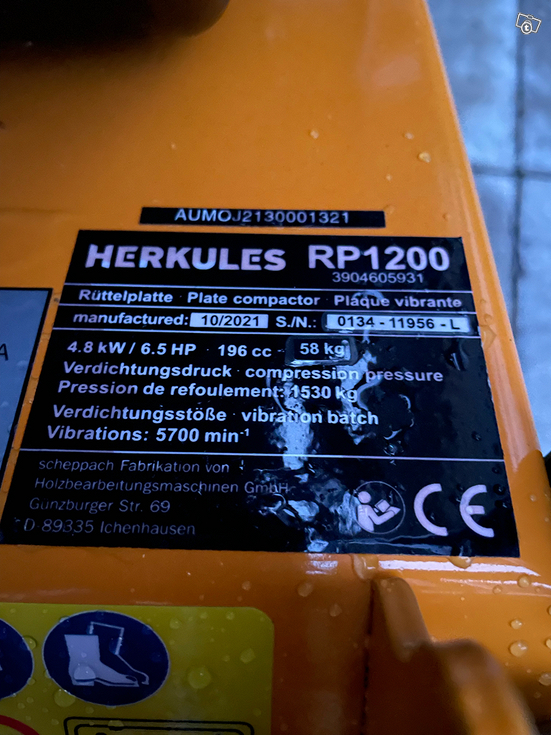 AUMOJ2130001321
HERKULES RP1200
3904605931
Rüttelplatte · Plate compactor · Plaque vibrante
manufactured: 10/2021 S./N.: 0134 - 11956 - L
4.8 kW / 6.5 HP · 196 cc · 58 kg
Verdichtungsdruck · compression pressure
Pression de refoulement: 1530 kg
Verdichtungsstöße · vibration batch
Vibrations: 5700 min⁻¹
scheppach Fabrikation von
Holzbearbeitungsmaschinen GmbH
Günzburger Str. 69
D 89335 Ichenhausen
CE
A